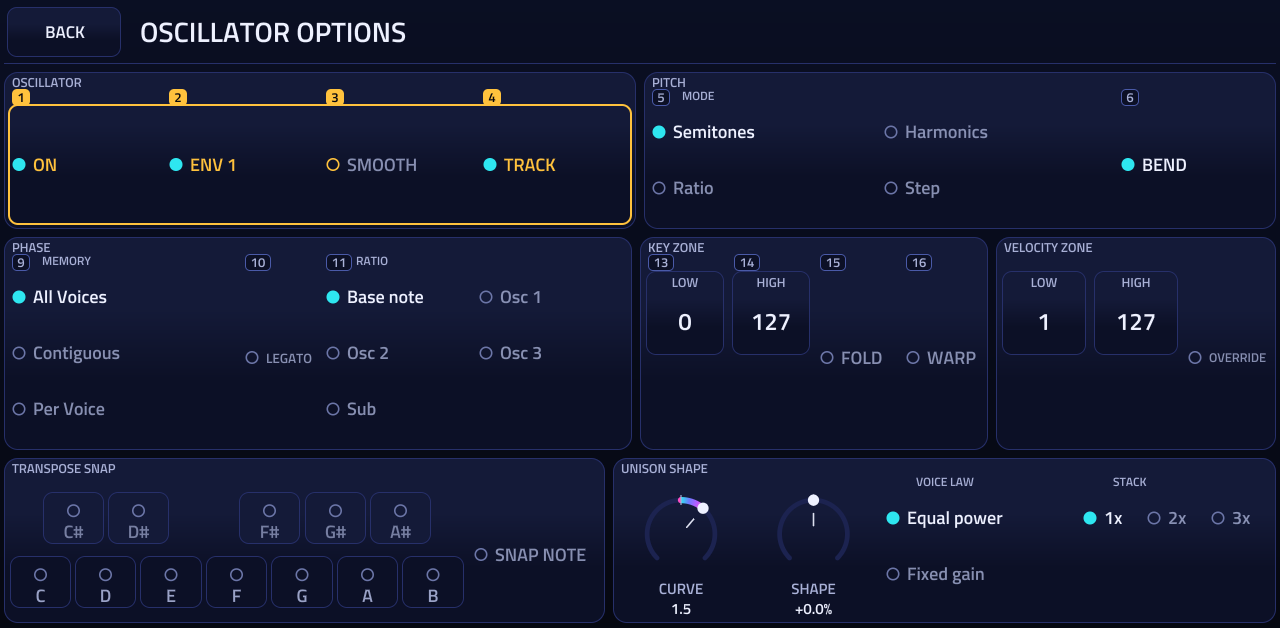 BACK OSCILLATOR OPTIONS
OSCILLATOR
1 2 3 4
ON ENV 1 SMOOTH TRACK
PITCH
5 MODE 6
Semitones Harmonics
BEND
Ratio Step
PHASE
9 MEMORY 10 11 RATIO
All Voices Base note Osc 1
Contiguous LEGATO Osc 2 Osc 3
Per Voice Sub
KEY ZONE
13 14 15 16
LOW HIGH
0 127
FOLD WARP
VELOCITY ZONE
LOW HIGH
1 127
OVERRIDE
TRANSPOSE SNAP
C# D# F# G# A#
SNAP NOTE
C D E F G A B
UNISON SHAPE
VOICE LAW STACK
Equal power 1x 2x 3x
Fixed gain
CURVE SHAPE
1.5 +0.0%